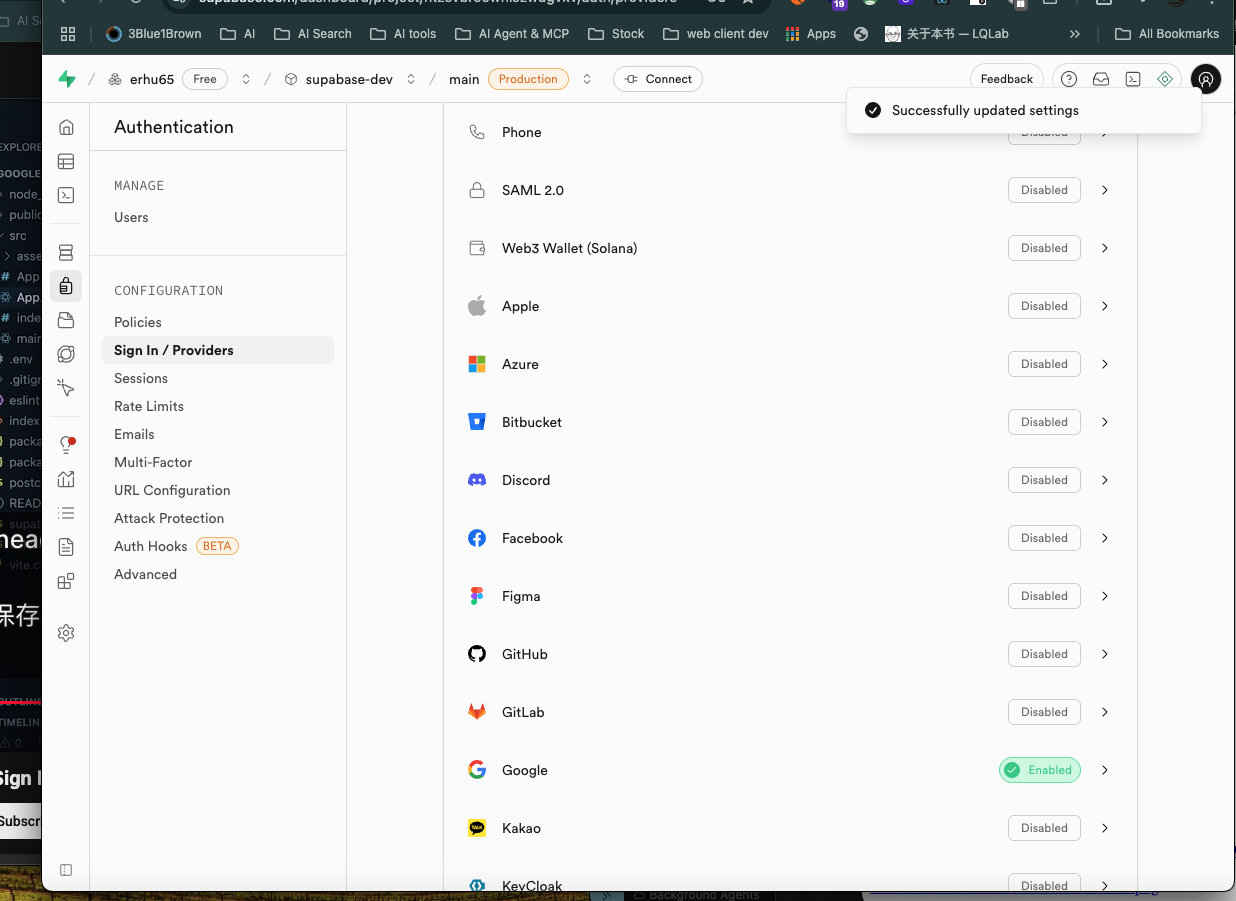 3Blue1Brown
AI
AI Search
AI tools
AI Agent & MCP
Stock
web client dev
Apps
关于本书 — LQLab
All Bookmarks
19
/ erhu65 Free / supabase-dev / main Production Connect
Feedback
Successfully updated settings
Authentication
MANAGE
Users
CONFIGURATION
Policies
Sign In / Providers
Sessions
Rate Limits
Emails
Multi-Factor
URL Configuration
Attack Protection
Auth Hooks BETA
Advanced
Phone Disabled
SAML 2.0 Disabled
Web3 Wallet (Solana) Disabled
Apple Disabled
Azure Disabled
Bitbucket Disabled
Discord Disabled
Facebook Disabled
Figma Disabled
GitHub Disabled
GitLab Disabled
Google Enabled
Kakao Disabled
KeyCloak Disabled
EXPLORE
GOOGLE
node_
public
src
asse
App
App
inde
main
.env
.gitign
eslint
index
packa
packa
postc
READ
supab
vite.c
保存
OUTLINE
TIMELIN
0
Sign I
Subscr
Background Agents